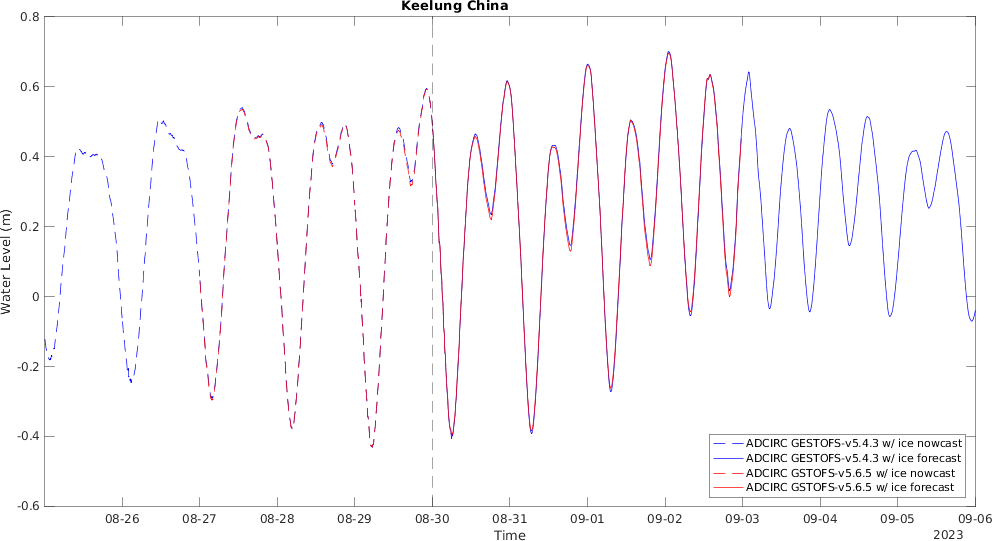 Keelung China
0.8
0.6
0.4
0.2
0
-0.2
-0.4
-0.6
Water Level (m)
ADCIRC GESTOFS-v5.4.3 w/ ice nowcast
ADCIRC GESTOFS-v5.4.3 w/ ice forecast
ADCIRC GSTOFS-v5.6.5 w/ ice nowcast
ADCIRC GSTOFS-v5.6.5 w/ ice forecast
08-26 08-27 08-28 08-29 08-30 08-31 09-01 09-02 09-03 09-04 09-05 09-06
Time 2023